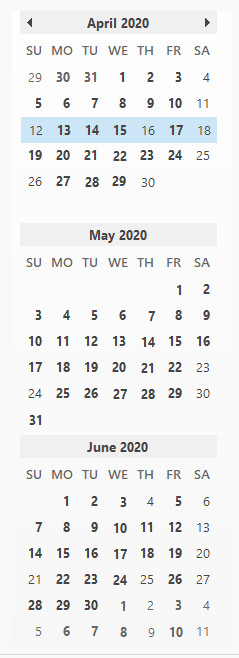 April 2020
SU MO TU WE TH FR SA
29 30 31 1 2 3 4
5 6 7 8 9 10 11
12 13 14 15 16 17 18
19 20 21 22 23 24 25
26 27 28 29 30
May 2020
SU MO TU WE TH FR SA
1 2
3 4 5 6 7 8 9
10 11 12 13 14 15 16
17 18 19 20 21 22 23
24 25 26 27 28 29 30
31
June 2020
SU MO TU WE TH FR SA
1 2 3 4 5 6
7 8 9 10 11 12 13
14 15 16 17 18 19 20
21 22 23 24 25 26 27
28 29 30 1 2 3 4
5 6 7 8 9 10 11